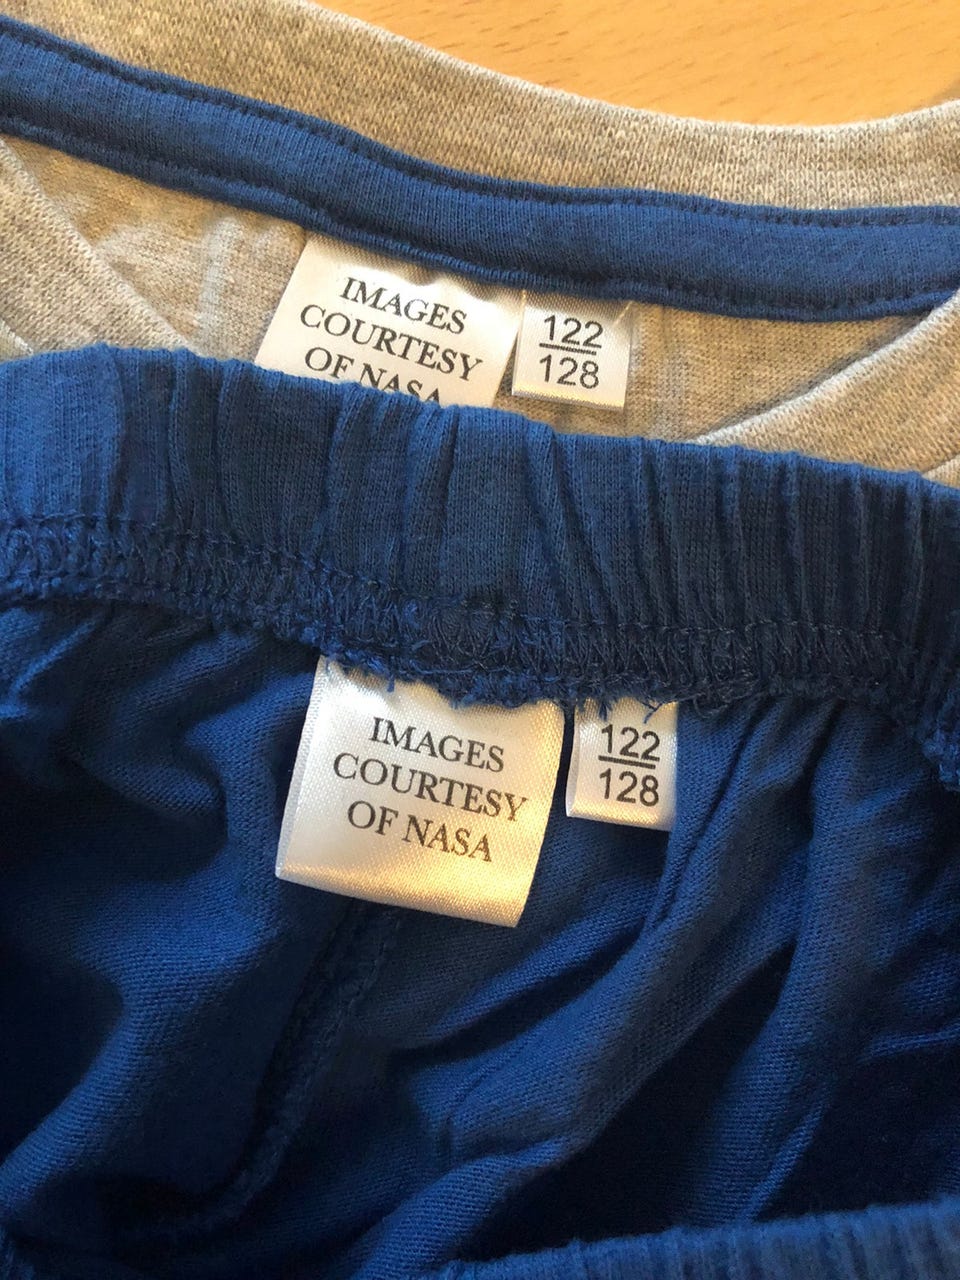 IMAGES
COURTESY
OF NASA
122
128
IMAGES
COURTESY
OF NASA
122
128